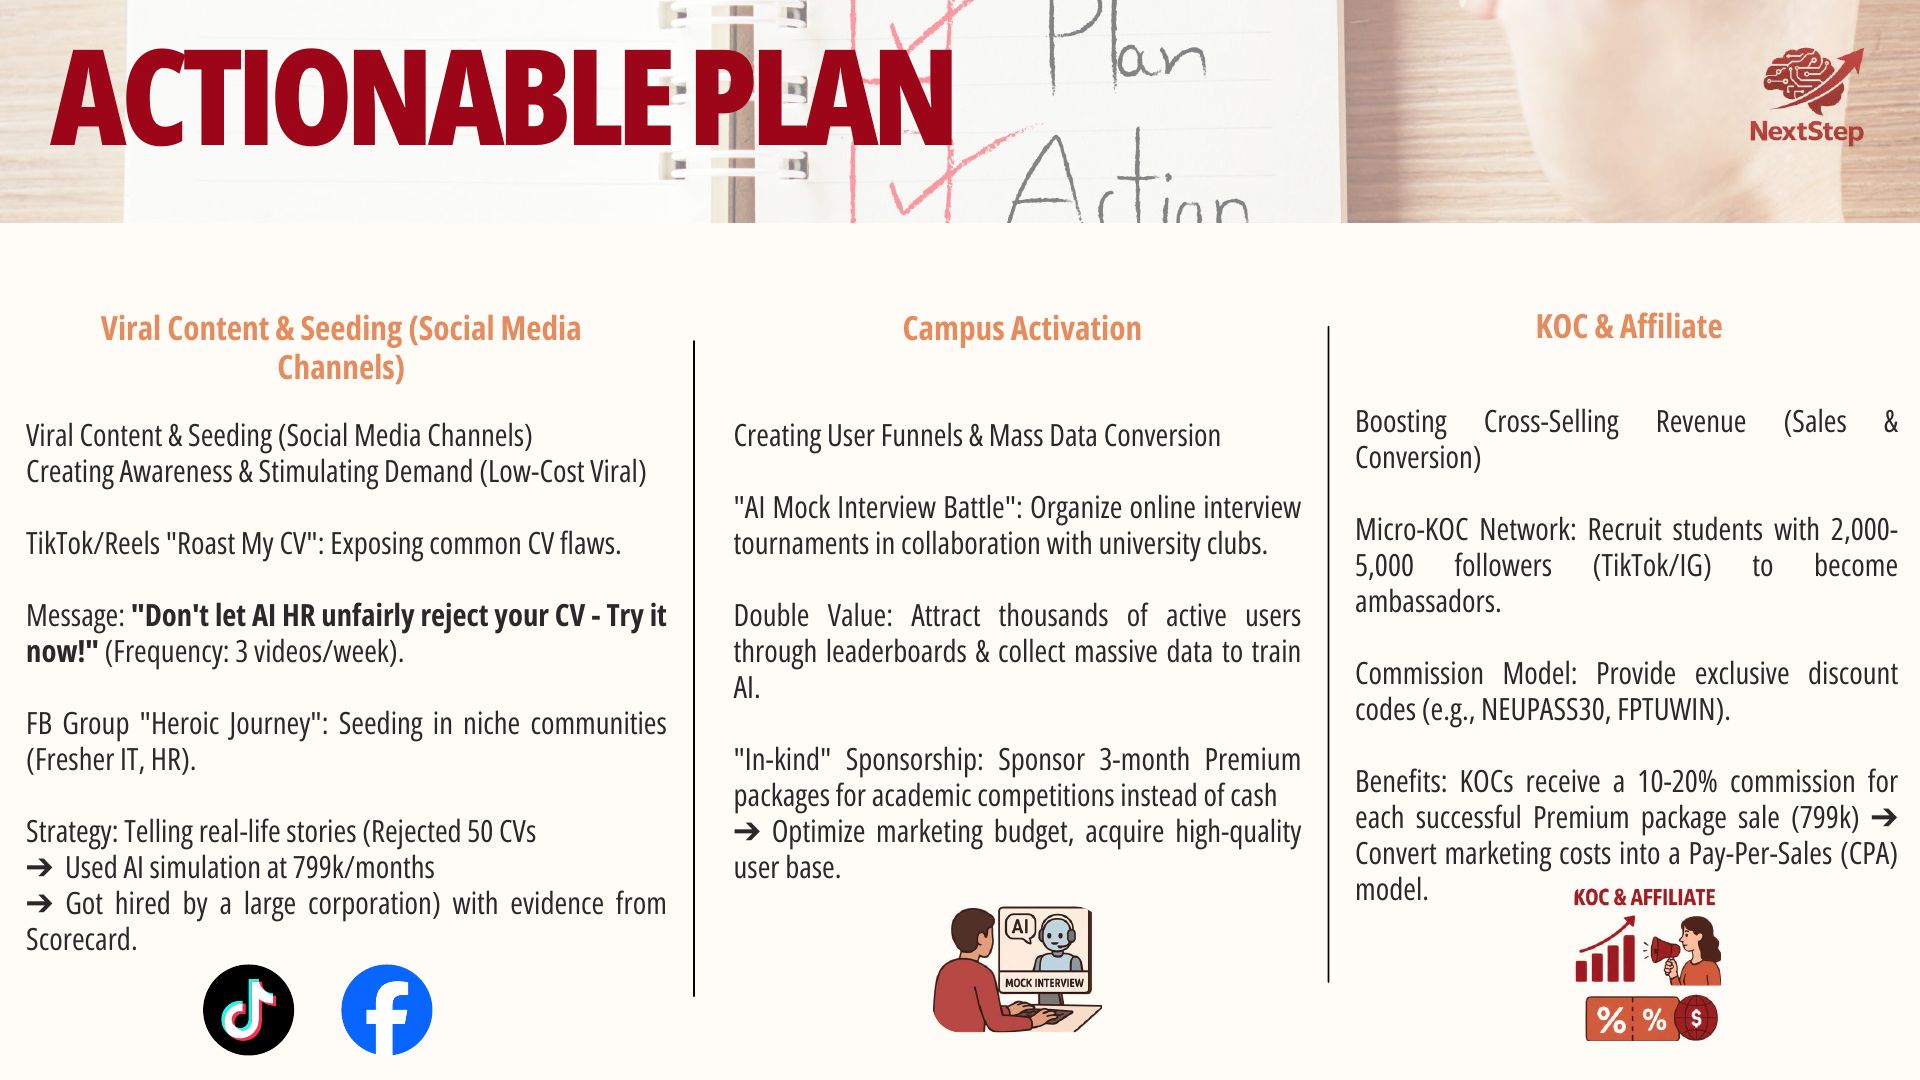 ACTIONABLE PLAN
Plan
Action
NextStep
Viral Content & Seeding (Social Media
Channels)
Viral Content & Seeding (Social Media Channels)
Creating Awareness & Stimulating Demand (Low-Cost Viral)
TikTok/Reels "Roast My CV": Exposing common CV flaws.
Message: "Don't let AI HR unfairly reject your CV - Try it
now!" (Frequency: 3 videos/week).
FB Group "Heroic Journey": Seeding in niche communities
(Fresher IT, HR).
Strategy: Telling real-life stories (Rejected 50 CVs
➔ Used AI simulation at 799k/months
➔ Got hired by a large corporation) with evidence from
Scorecard.
Campus Activation
Creating User Funnels & Mass Data Conversion
"AI Mock Interview Battle": Organize online interview
tournaments in collaboration with university clubs.
Double Value: Attract thousands of active users
through leaderboards & collect massive data to train
AI.
"In-kind" Sponsorship: Sponsor 3-month Premium
packages for academic competitions instead of cash
➔ Optimize marketing budget, acquire high-quality
user base.
AI
MOCK INTERVIEW
KOC & Affiliate
Boosting Cross-Selling Revenue (Sales &
Conversion)
Micro-KOC Network: Recruit students with 2,000-
5,000 followers (TikTok/IG) to become
ambassadors.
Commission Model: Provide exclusive discount
codes (e.g., NEUPASS30, FPTUWIN).
Benefits: KOCs receive a 10-20% commission for
each successful Premium package sale (799k) ➔
Convert marketing costs into a Pay-Per-Sales (CPA)
model.
KOC & AFFILIATE
% % $